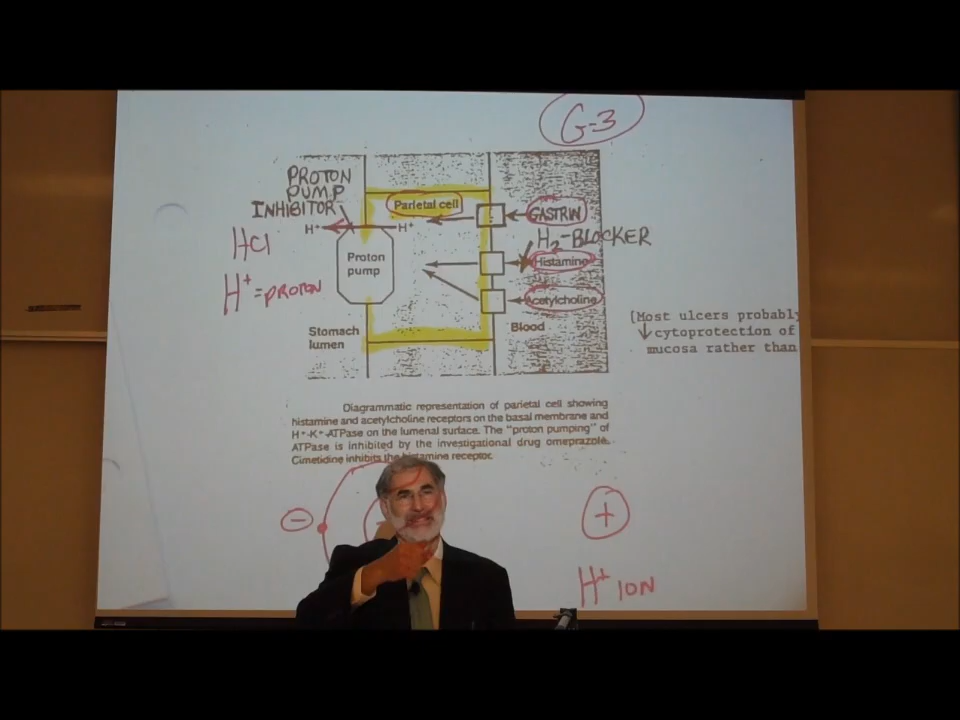 G-3
PROTON
PUMP
INHIBITOR
Parietal cell
GASTRIN
H+
H+
H2-BLOCKER
HCl
Proton
pump
Histamine
H+ = PROTON
Acetylcholine
Stomach
lumen
Blood
[Most ulcers probably
↓cytoprotection of
mucosa rather than
Diagrammatic representation of parietal cell showing
histamine and acetylcholine receptors on the basal membrane and
H+-K+-ATPase on the lumenal surface. The "proton pumping" of
ATPase is inhibited by the investigational drug omeprazole.
Cimetidine inhibits the histamine receptor.
−
+
H+ ION